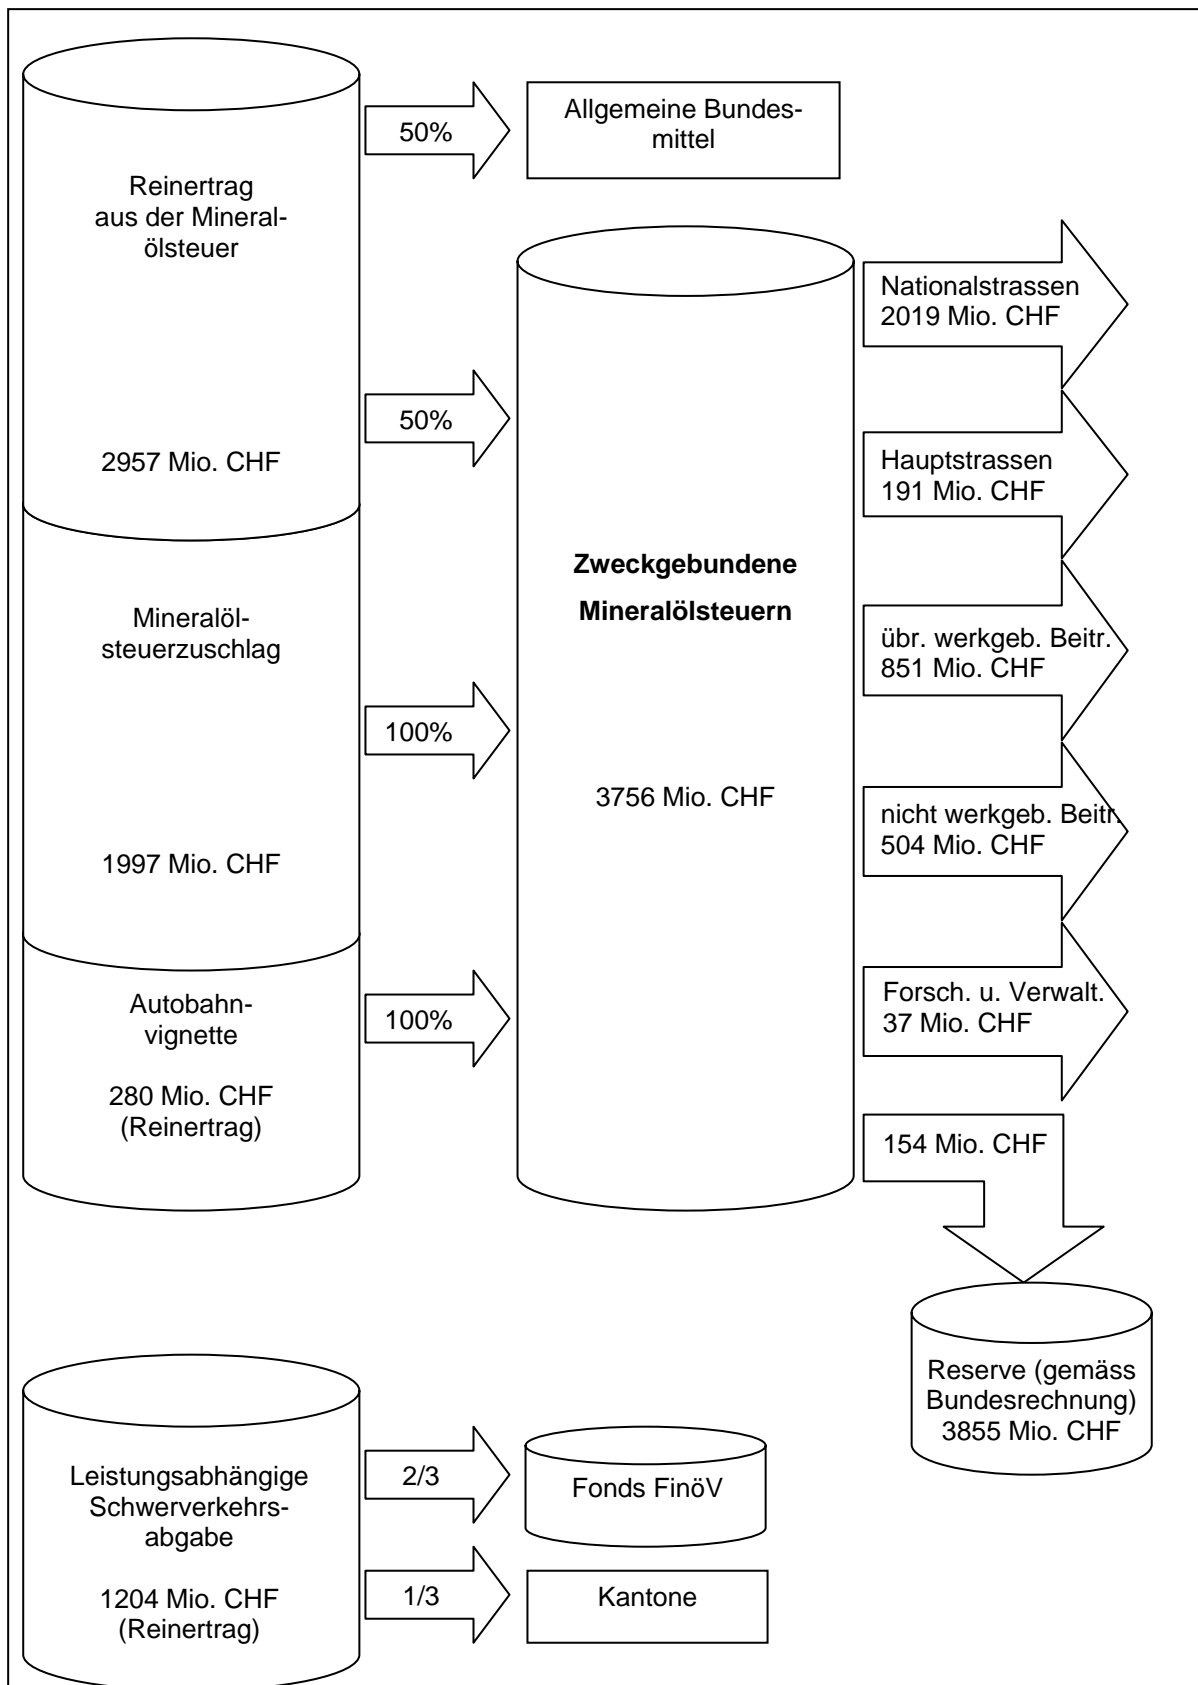 Reinertrag
aus der Mineral-
ölsteuer
2957 Mio. CHF
50%
Allgemeine Bundes-
mittel
50%
Mineralöl-
steuerzuschlag
1997 Mio. CHF
100%
Autobahn-
vignette
280 Mio. CHF
(Reinertrag)
100%
Zweckgebundene
Mineralölsteuern
3756 Mio. CHF
Nationalstrassen
2019 Mio. CHF
Hauptstrassen
191 Mio. CHF
übr. werkgeb. Beitr.
851 Mio. CHF
nicht werkgeb. Beitr.
504 Mio. CHF
Forsch. u. Verwalt.
37 Mio. CHF
154 Mio. CHF
Reserve (gemäss
Bundesrechnung)
3855 Mio. CHF
Leistungsabhängige
Schwerverkehrs-
abgabe
1204 Mio. CHF
(Reinertrag)
2/3
Fonds FinöV
1/3
Kantone